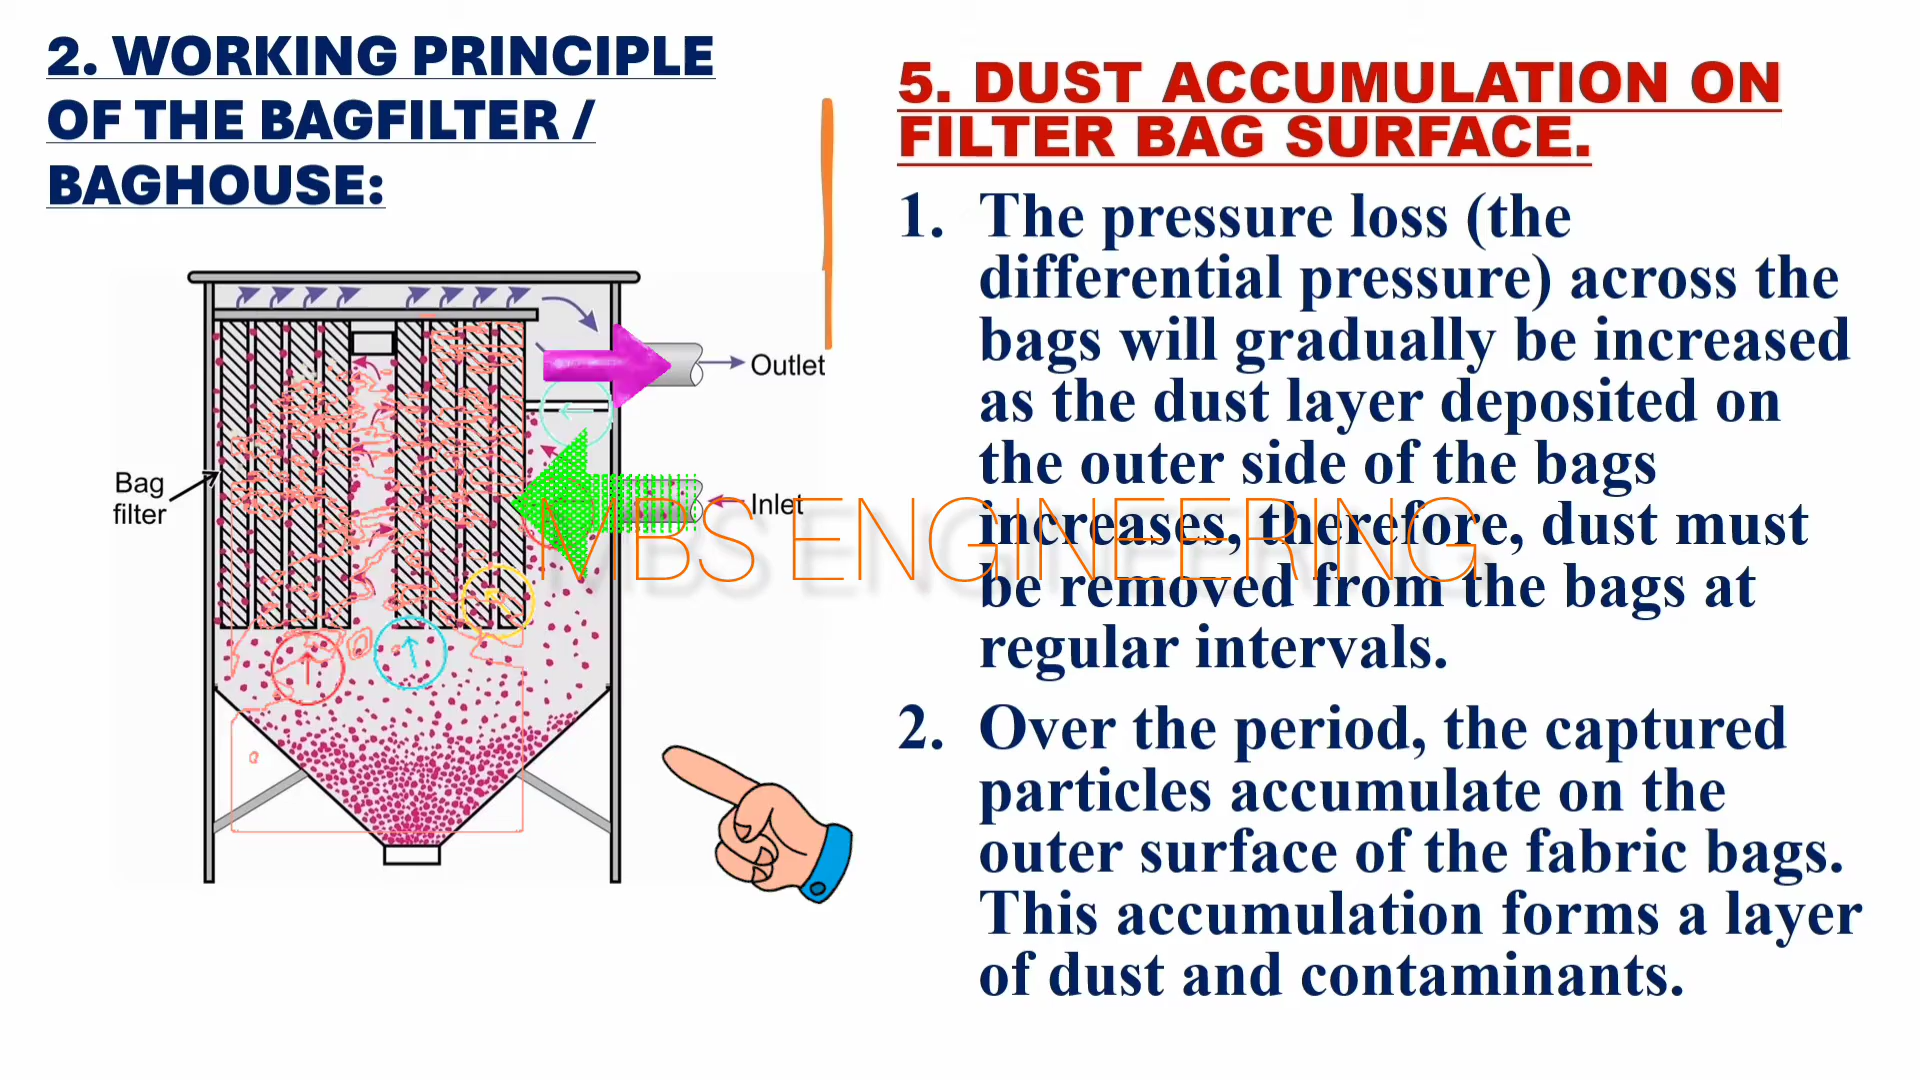 2. WORKING PRINCIPLE
OF THE BAGFILTER /
BAGHOUSE:
Outlet
Bag
filter
Inlet
5. DUST ACCUMULATION ON
FILTER BAG SURFACE.
1. The pressure loss (the
differential pressure) across the
bags will gradually be increased
as the dust layer deposited on
the outer side of the bags
increases, therefore, dust must
be removed from the bags at
regular intervals.
2. Over the period, the captured
particles accumulate on the
outer surface of the fabric bags.
This accumulation forms a layer
of dust and contaminants.
MBS ENGINEERING